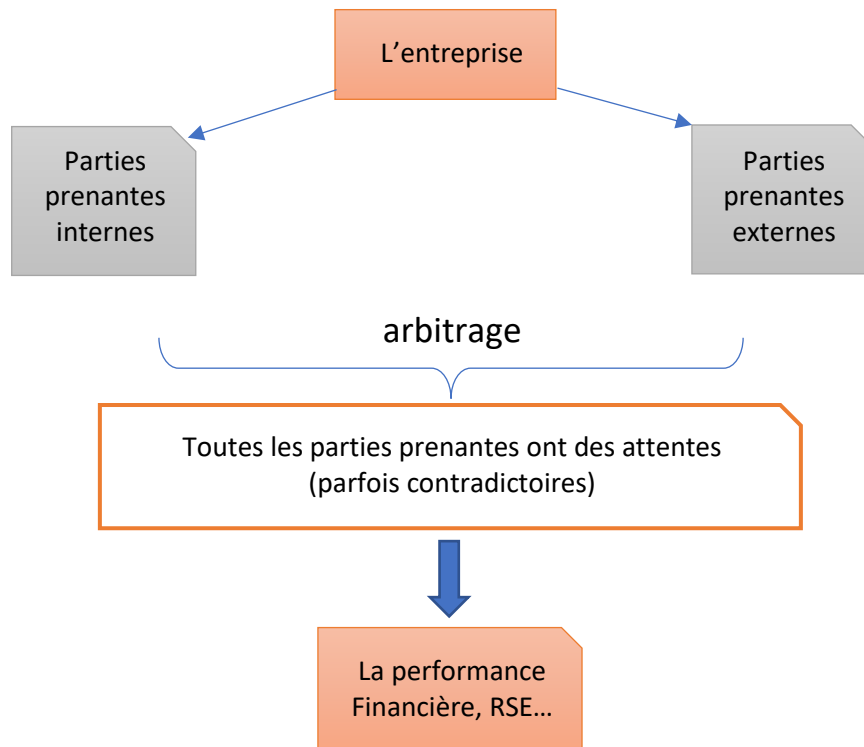 L’entreprise
Parties
prenantes
internes
Parties
prenantes
externes
arbitrage
Toutes les parties prenantes ont des attentes
(parfois contradictoires)
La performance
Financière, RSE…